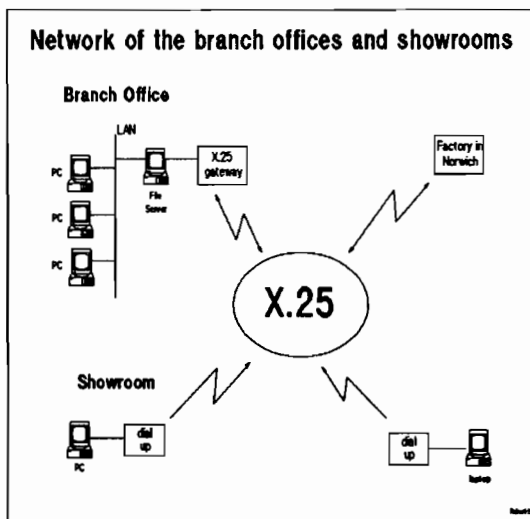 Network of the branch offices and showrooms
Branch Office
LAN
PC
File
Server
X.25
gateway
Factory in
Norwich
PC
PC
X.25
Showroom
PC
dial
up
dial
up
laptop